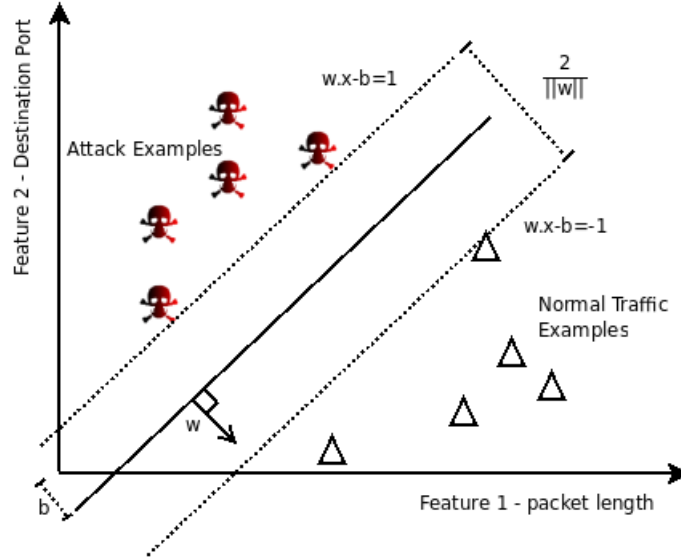 w.x-b=1
2
||w||
Attack Examples
Feature 2 - Destination Port
w.x-b=-1
Normal Traffic
Examples
w
b
Feature 1 - packet length